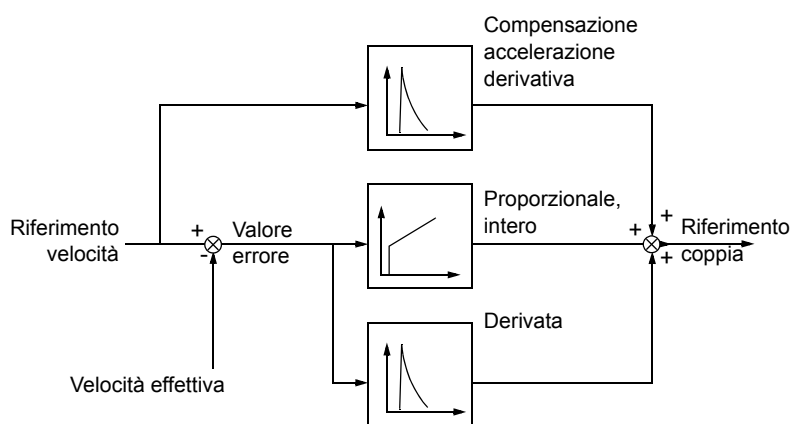 Compensazione
accelerazione
derivativa
Proporzionale,
intero
Riferimento
velocità
+
-
Valore
errore
+
+
+
Riferimento
coppia
Derivata
Velocità effettiva